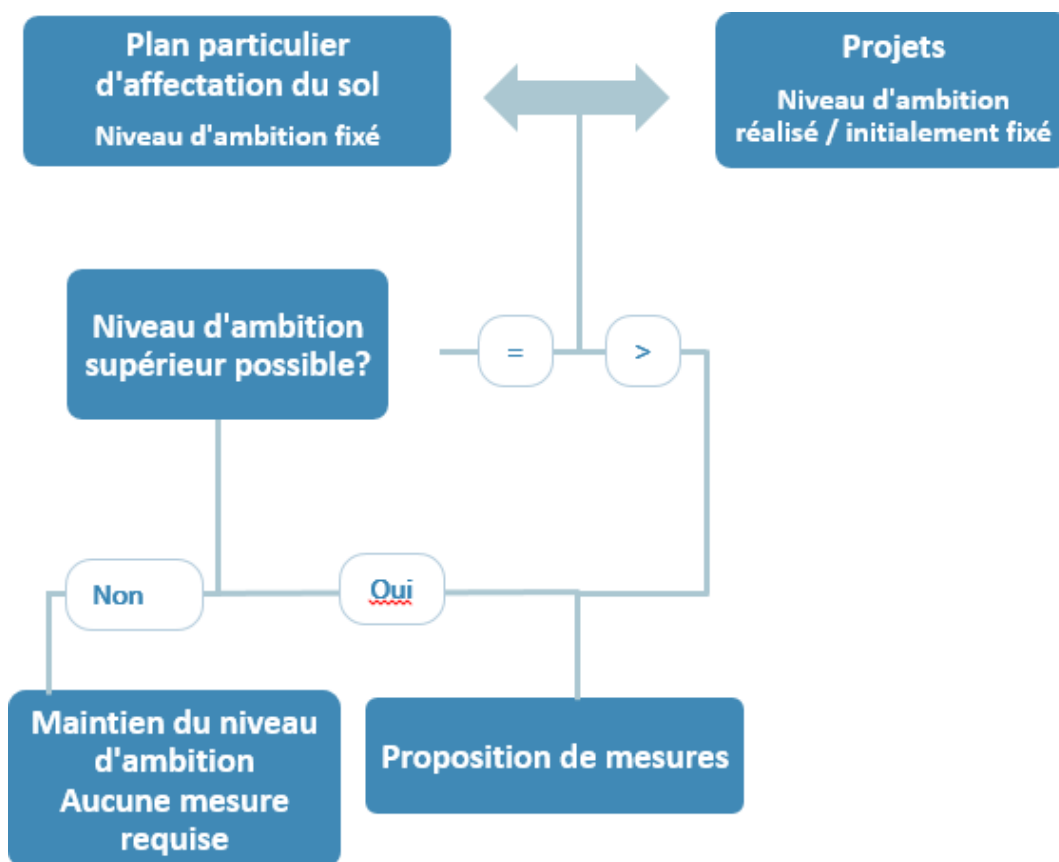 Plan particulier
d'affectation du sol
Niveau d'ambition fixé
Projets
Niveau d'ambition
réalisé / initialement fixé
Niveau d'ambition
supérieur possible?
=
>
Non
Oui
Maintien du niveau
d'ambition
Aucune mesure
requise
Proposition de mesures